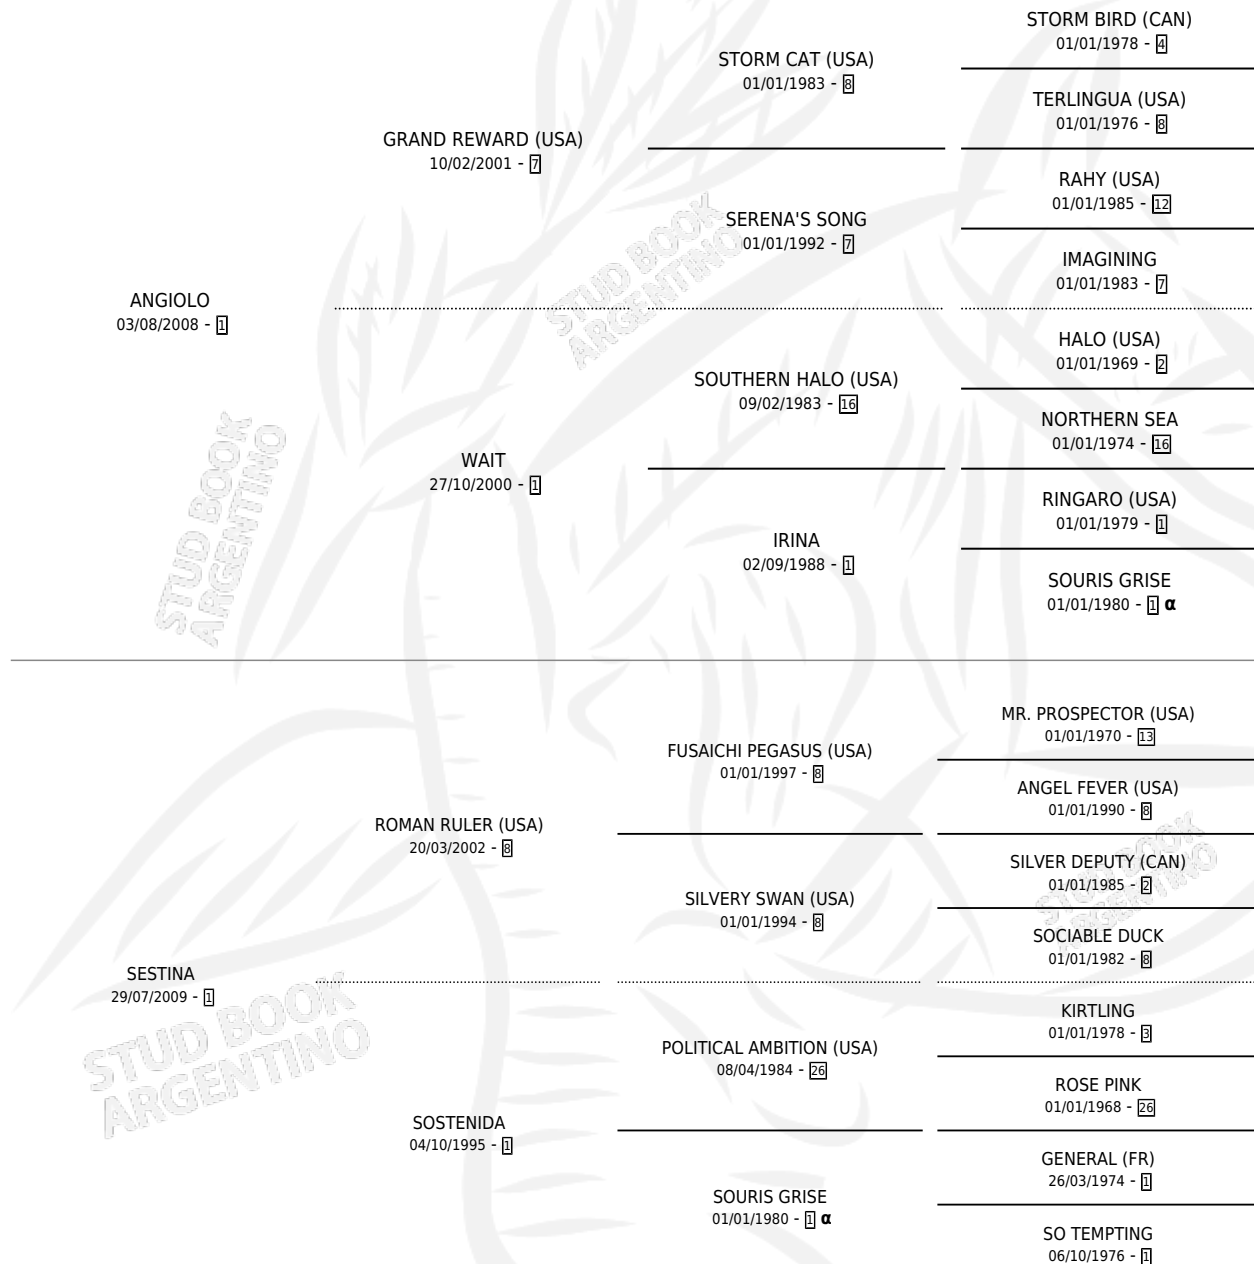 STORM BIRD (CAN)
01/01/1978 - 4
STORM CAT (USA)
01/01/1983 - 8
TERLINGUA (USA)
01/01/1976 - 8
GRAND REWARD (USA)
10/02/2001 - 7
RAHY (USA)
01/01/1985 - 12
SERENA'S SONG
01/01/1992 - 7
IMAGINING
01/01/1983 - 7
ANGIOLO
03/08/2008 - 1
HALO (USA)
01/01/1969 - 2
SOUTHERN HALO (USA)
09/02/1983 - 16
NORTHERN SEA
01/01/1974 - 16
WAIT
27/10/2000 - 1
RINGARO (USA)
01/01/1979 - 1
IRINA
02/09/1988 - 1
SOURIS GRISE
01/01/1980 - 1 α
MR. PROSPECTOR (USA)
01/01/1970 - 13
FUSAICHI PEGASUS (USA)
01/01/1997 - 8
ANGEL FEVER (USA)
01/01/1990 - 8
ROMAN RULER (USA)
20/03/2002 - 8
SILVER DEPUTY (CAN)
01/01/1985 - 2
SILVERY SWAN (USA)
01/01/1994 - 8
SOCIABLE DUCK
01/01/1982 - 8
SESTINA
29/07/2009 - 1
KIRTLING
01/01/1978 - 3
POLITICAL AMBITION (USA)
08/04/1984 - 26
ROSE PINK
01/01/1968 - 26
SOSTENIDA
04/10/1995 - 1
GENERAL (FR)
26/03/1974 - 1
SOURIS GRISE
01/01/1980 - 1 α
SO TEMPTING
06/10/1976 - 1
STUD BOOK
ARGENTINO
STUD BOOK
ARGENTINO
STUD BOOK
ARGENTINO
STUD BOOK
ARGENTINO